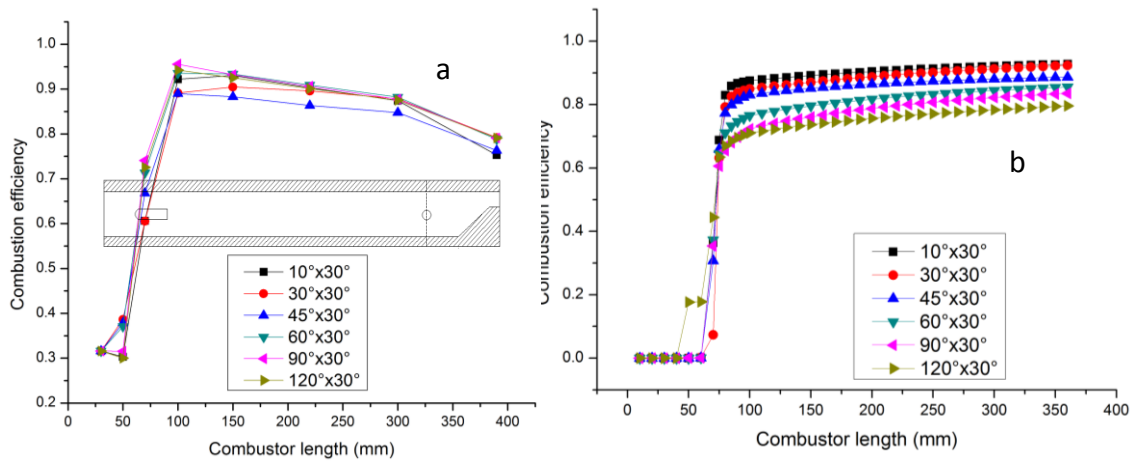 a
Combustion efficiency
1.0
0.9
0.8
0.7
0.6
0.5
0.4
0.3
0.2
10°x30°
30°x30°
45°x30°
60°x30°
90°x30°
120°x30°
0 50 100 150 200 250 300 350 400
Combustor length (mm)
b
Combustion efficiency
1.0
0.8
0.6
0.4
0.2
0.0
10°x30°
30°x30°
45°x30°
60°x30°
90°x30°
120°x30°
0 50 100 150 200 250 300 350 400
Combustor length (mm)